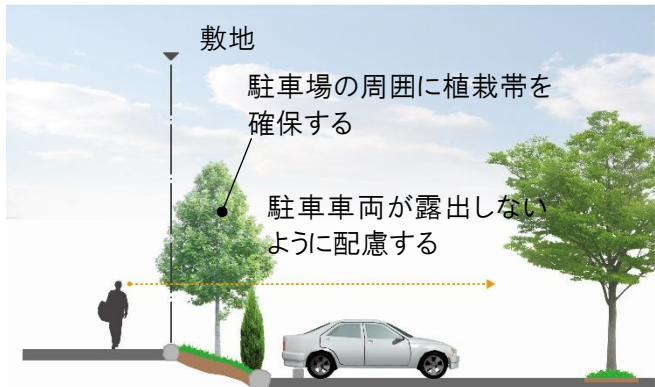 敷地
駐車場の周囲に植栽帯を
確保する
駐車車両が露出しない
ように配慮する